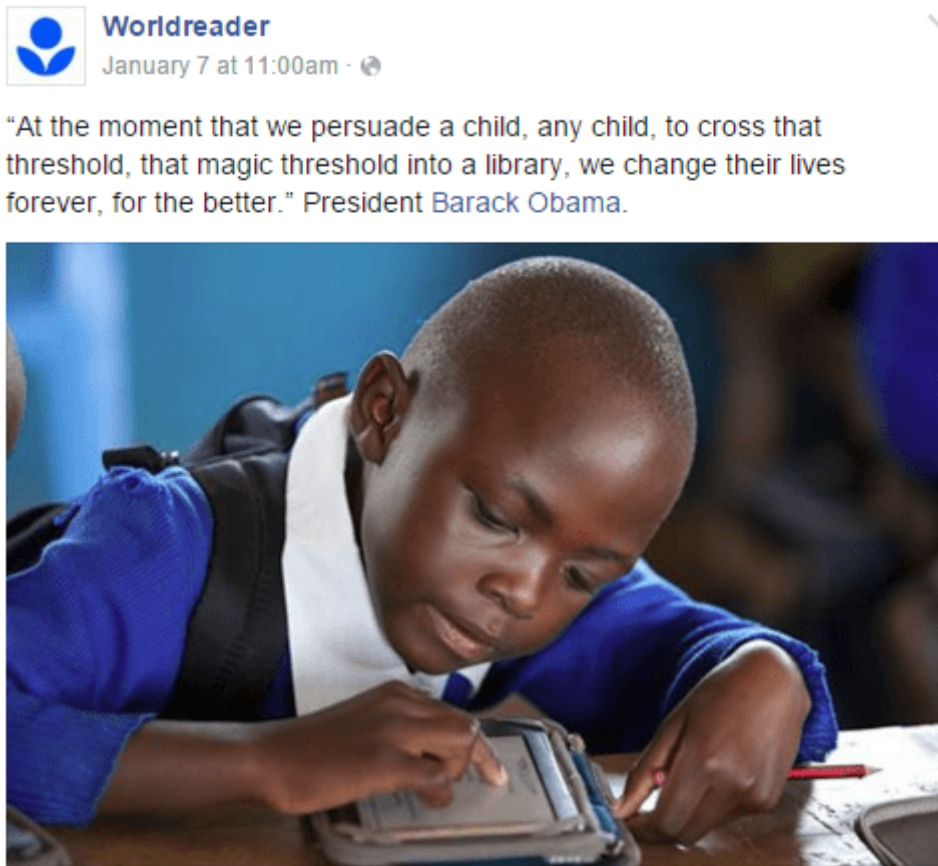 Worldreader
January 7 at 11:00am ·
“At the moment that we persuade a child, any child, to cross that
threshold, that magic threshold into a library, we change their lives
forever, for the better.” President Barack Obama.